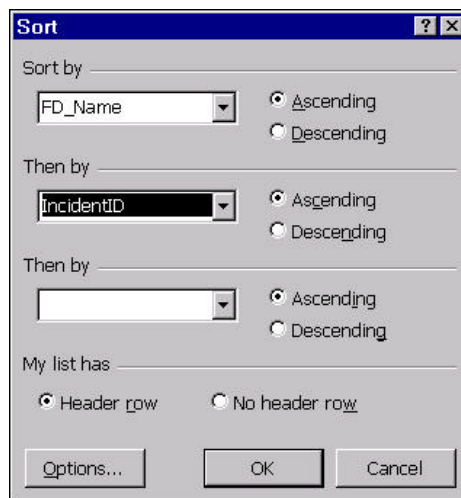 Sort
Sort by
FD_Name
Ascending
Descending
Then by
IncidentID
Ascending
Descending
Then by
Ascending
Descending
My list has
Header row
No header row
Options...
OK
Cancel